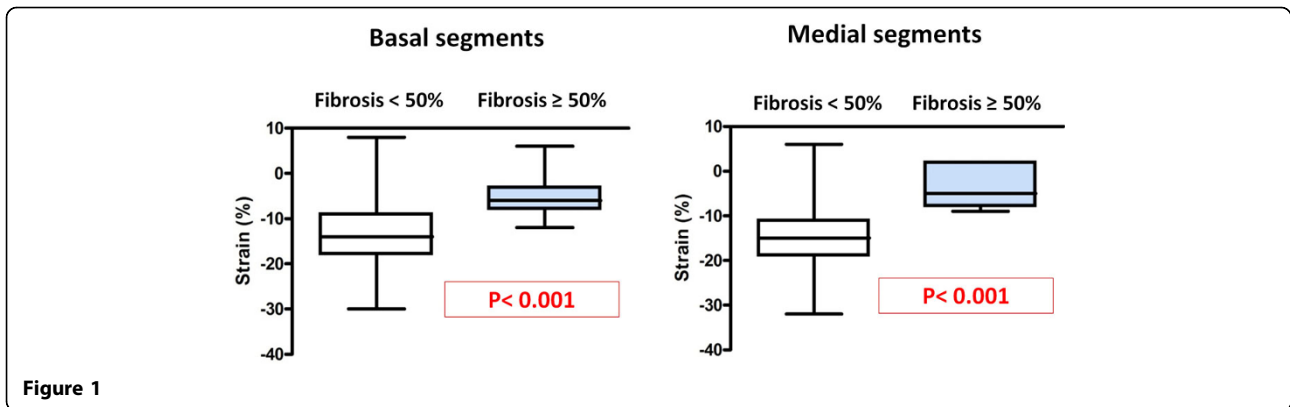 Basal segments
Fibrosis < 50% Fibrosis ≥ 50%
Strain (%)
10
0
-10
-20
-30
-40
P< 0.001
Medial segments
Fibrosis < 50% Fibrosis ≥ 50%
Strain (%)
10
0
-10
-20
-30
-40
P< 0.001
Figure 1